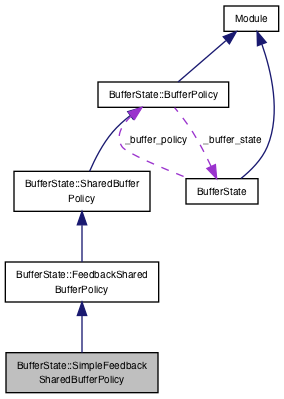 Module
BufferState::BufferPolicy
_buffer_policy
_buffer_state
BufferState::SharedBuffer
Policy
BufferState
BufferState::FeedbackShared
BufferPolicy
BufferState::SimpleFeedback
SharedBufferPolicy